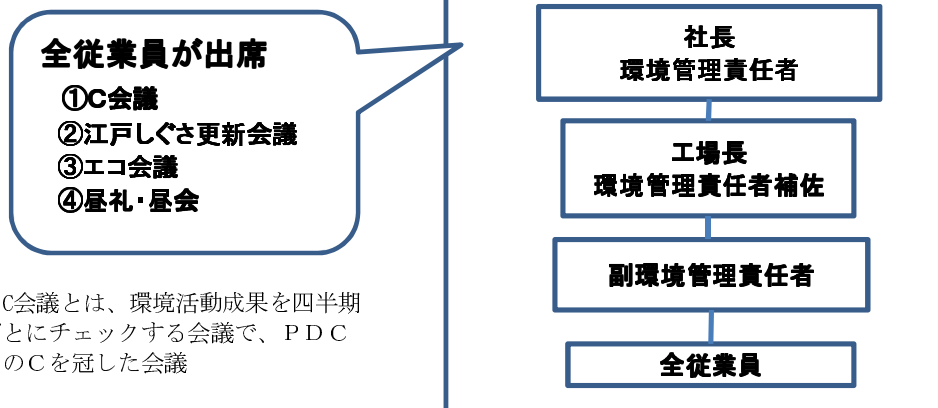 全従業員が出席
①C会議
②江戸しぐさ更新会議
③エコ会議
④昼礼・昼会
C会議とは、環境活動成果を四半期
ごとにチェックする会議で、PDC
のCを冠した会議
社長
環境管理責任者
工場長
環境管理責任者補佐
副環境管理責任者
全従業員